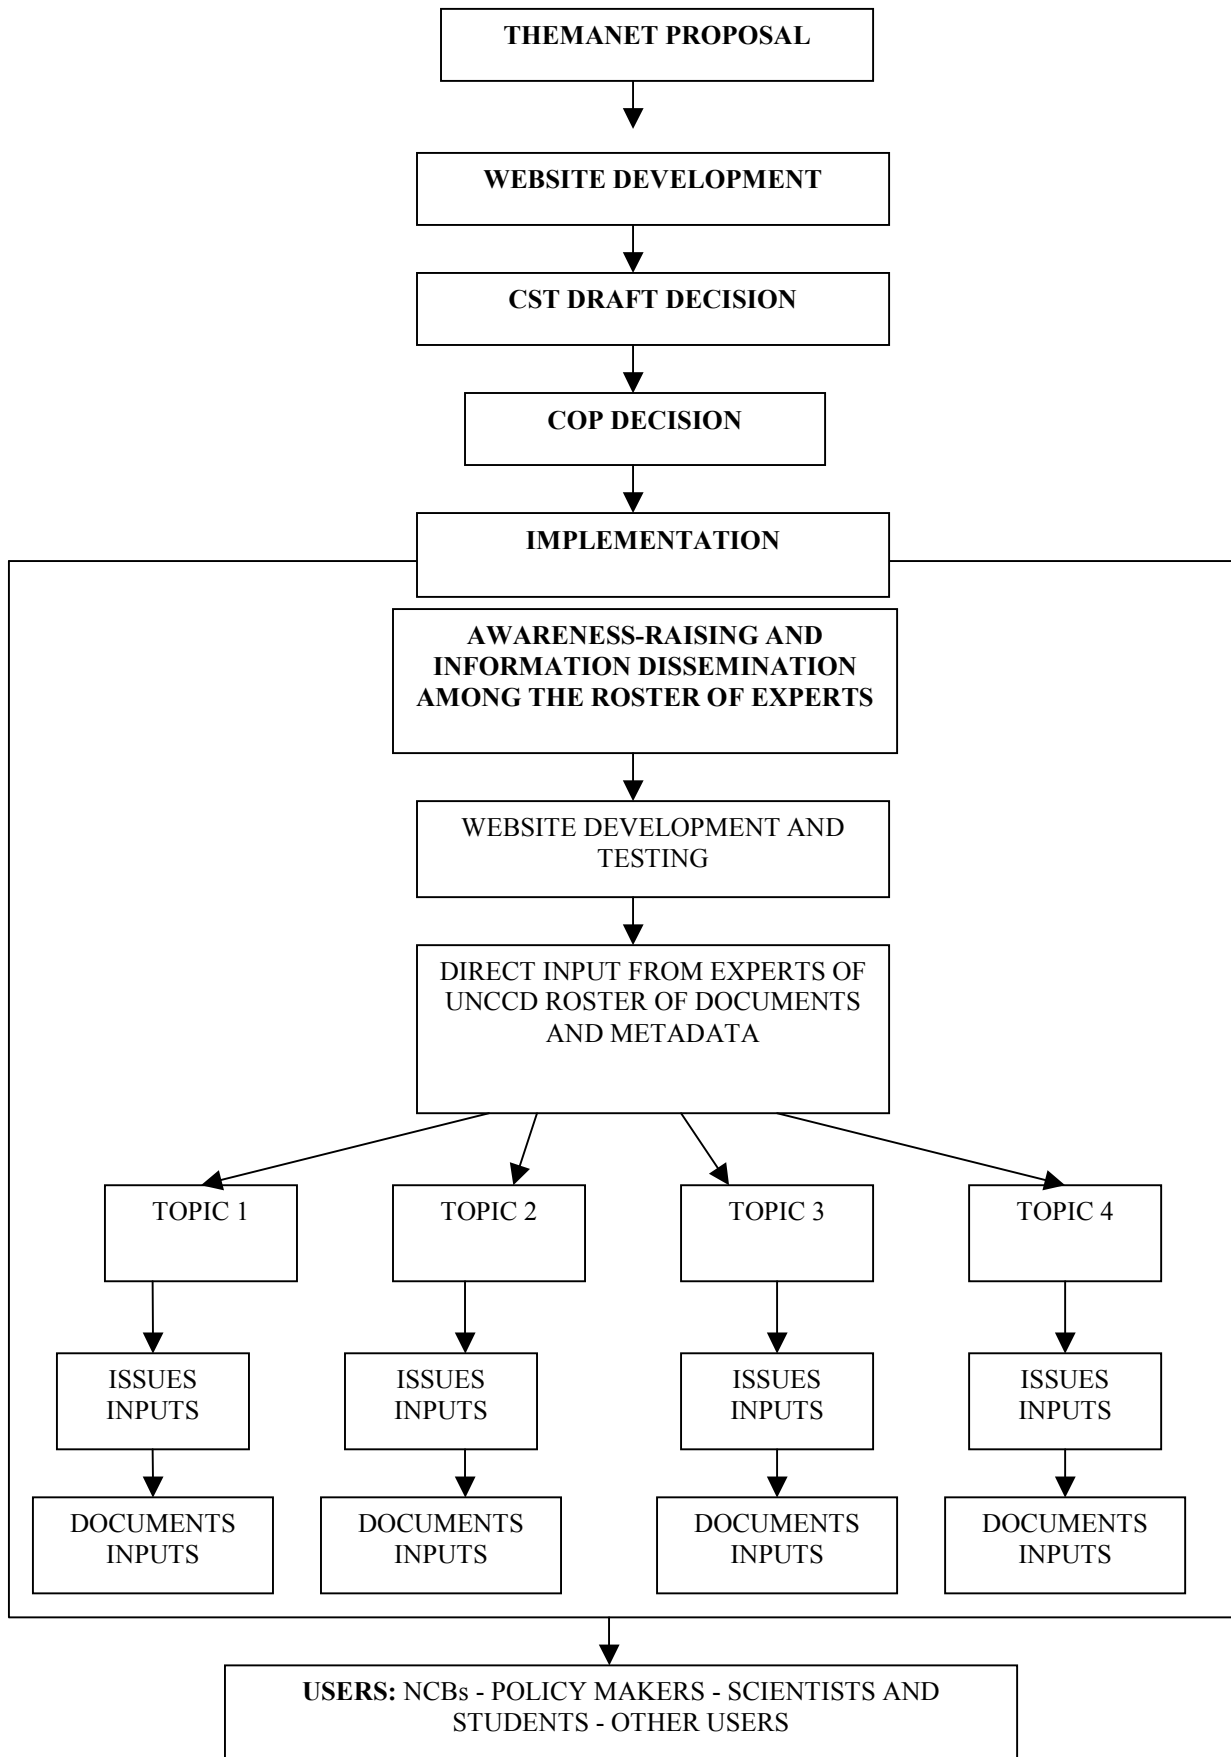 THEMANET PROPOSAL
WEBSITE DEVELOPMENT
CST DRAFT DECISION
COP DECISION
IMPLEMENTATION
AWARENESS-RAISING AND
INFORMATION DISSEMINATION
AMONG THE ROSTER OF EXPERTS
WEBSITE DEVELOPMENT AND
TESTING
DIRECT INPUT FROM EXPERTS OF
UNCCD ROSTER OF DOCUMENTS
AND METADATA
TOPIC 1
TOPIC 2
TOPIC 3
TOPIC 4
ISSUES
INPUTS
ISSUES
INPUTS
ISSUES
INPUTS
ISSUES
INPUTS
DOCUMENTS
INPUTS
DOCUMENTS
INPUTS
DOCUMENTS
INPUTS
DOCUMENTS
INPUTS
USERS: NCBs - POLICY MAKERS - SCIENTISTS AND
STUDENTS - OTHER USERS